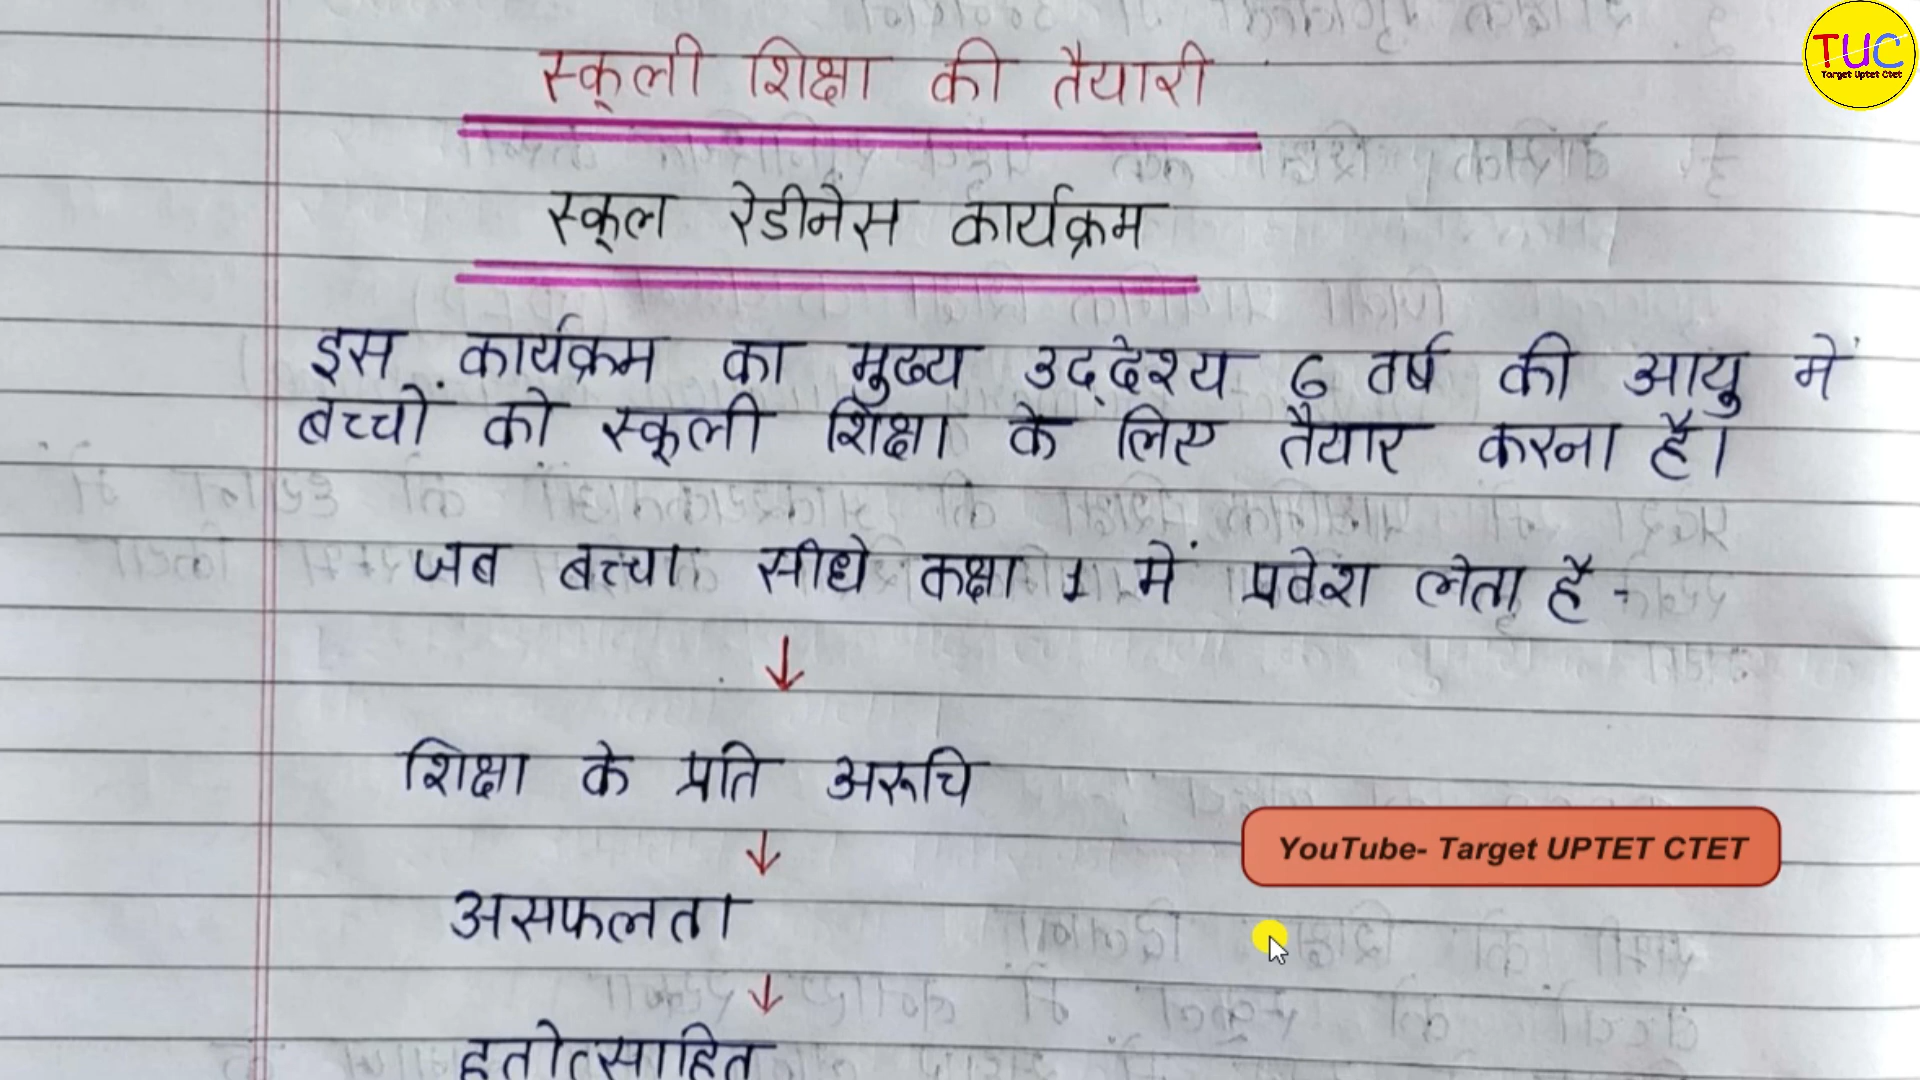 TUC
Target Uptet Ctet
स्कूली शिक्षा की तैयारी
स्कूल रेडीनेस कार्यक्रम
इस कार्यक्रम का मुख्य उद्देश्य 6 वर्ष की आयु में
बच्चों को स्कूली शिक्षा के लिए तैयार करना है।
जब बच्चा सीधे कक्षा 1 में प्रवेश लेता है -
↓
शिक्षा के प्रति अरूचि
↓
YouTube- Target UPTET CTET
असफलता
↓
हतोत्साहित